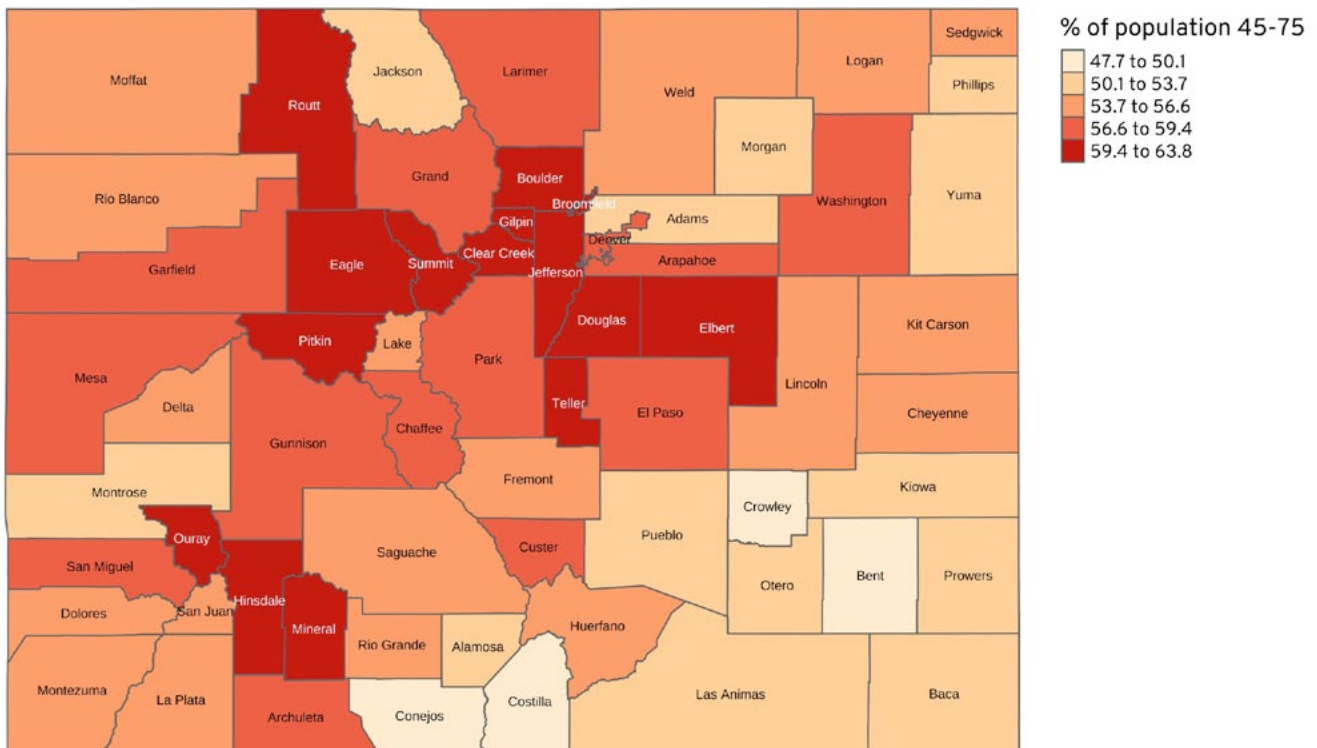 % of population 45-75
47.7 to 50.1
50.1 to 53.7
53.7 to 56.6
56.6 to 59.4
59.4 to 63.8
Sedgwick
Logan
Jackson
Larimer
Moffat
Phillips
Weld
Routt
Morgan
Grand
Boulder
Yuma
Rio Blanco
Washington
Broomfield
Gilpin
Adams
Denver
Clear Creek
Arapahoe
Garfield
Eagle
Summit
Jefferson
Douglas
Elbert
Kit Carson
Pitkin
Lake
Park
Mesa
Lincoln
Delta
Teller
El Paso
Cheyenne
Chaffee
Gunnison
Fremont
Kiowa
Montrose
Crowley
Ouray
Pueblo
Custer
Saguache
San Miguel
Bent
Prowers
Otero
Hinsdale
San Juan
Dolores
Mineral
Huerfano
Rio Grande
Alamosa
Montezuma
La Plata
Las Animas
Baca
Costilla
Conejos
Archuleta